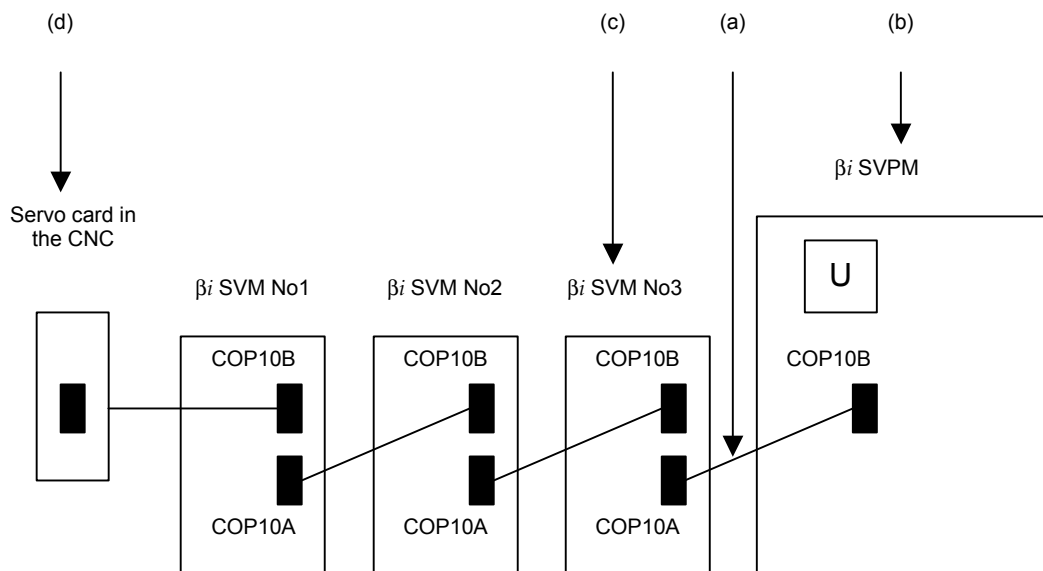 (d)
(c)
(a)
(b)
βi SVPM
Servo card in
the CNC
U
βi SVM No1
βi SVM No2
βi SVM No3
COP10B
COP10B
COP10B
COP10B
COP10A
COP10A
COP10A